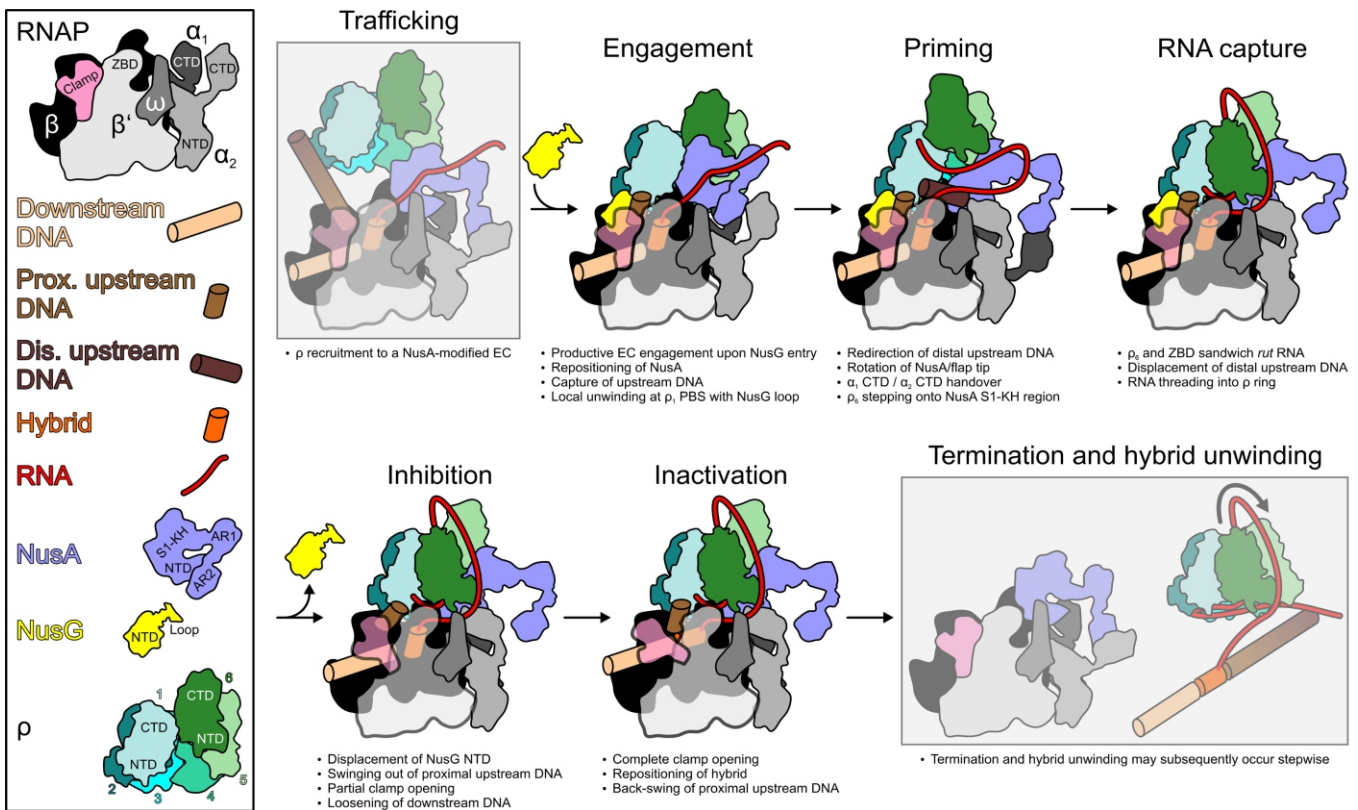 RNAP
Clamp
ZBD
α1
CTD
CTD
β
β‘
ω
NTD
α2
Downstream
DNA
Prox. upstream
DNA
Dis. upstream
DNA
Hybrid
RNA
NusA
S1-KH
AR1
NTD
AR2
NusG
NTD
Loop
ρ
1
6
CTD
CTD
NTD
NTD
2
3
4
5
Trafficking
• ρ recruitment to a NusA-modified EC
Engagement
• Productive EC engagement upon NusG entry
• Repositioning of NusA
• Capture of upstream DNA
• Local unwinding at ρ1 PBS with NusG loop
Priming
• Redirection of distal upstream DNA
• Rotation of NusA/flap tip
• α1 CTD / α2 CTD handover
• ρ6 stepping onto NusA S1-KH region
RNA capture
• ρ6 and ZBD sandwich rut RNA
• Displacement of distal upstream DNA
• RNA threading into ρ ring
Inhibition
• Displacement of NusG NTD
• Swinging out of proximal upstream DNA
• Partial clamp opening
• Loosening of downstream DNA
Inactivation
• Complete clamp opening
• Repositioning of hybrid
• Back-swing of proximal upstream DNA
Termination and hybrid unwinding
• Termination and hybrid unwinding may subsequently occur stepwise